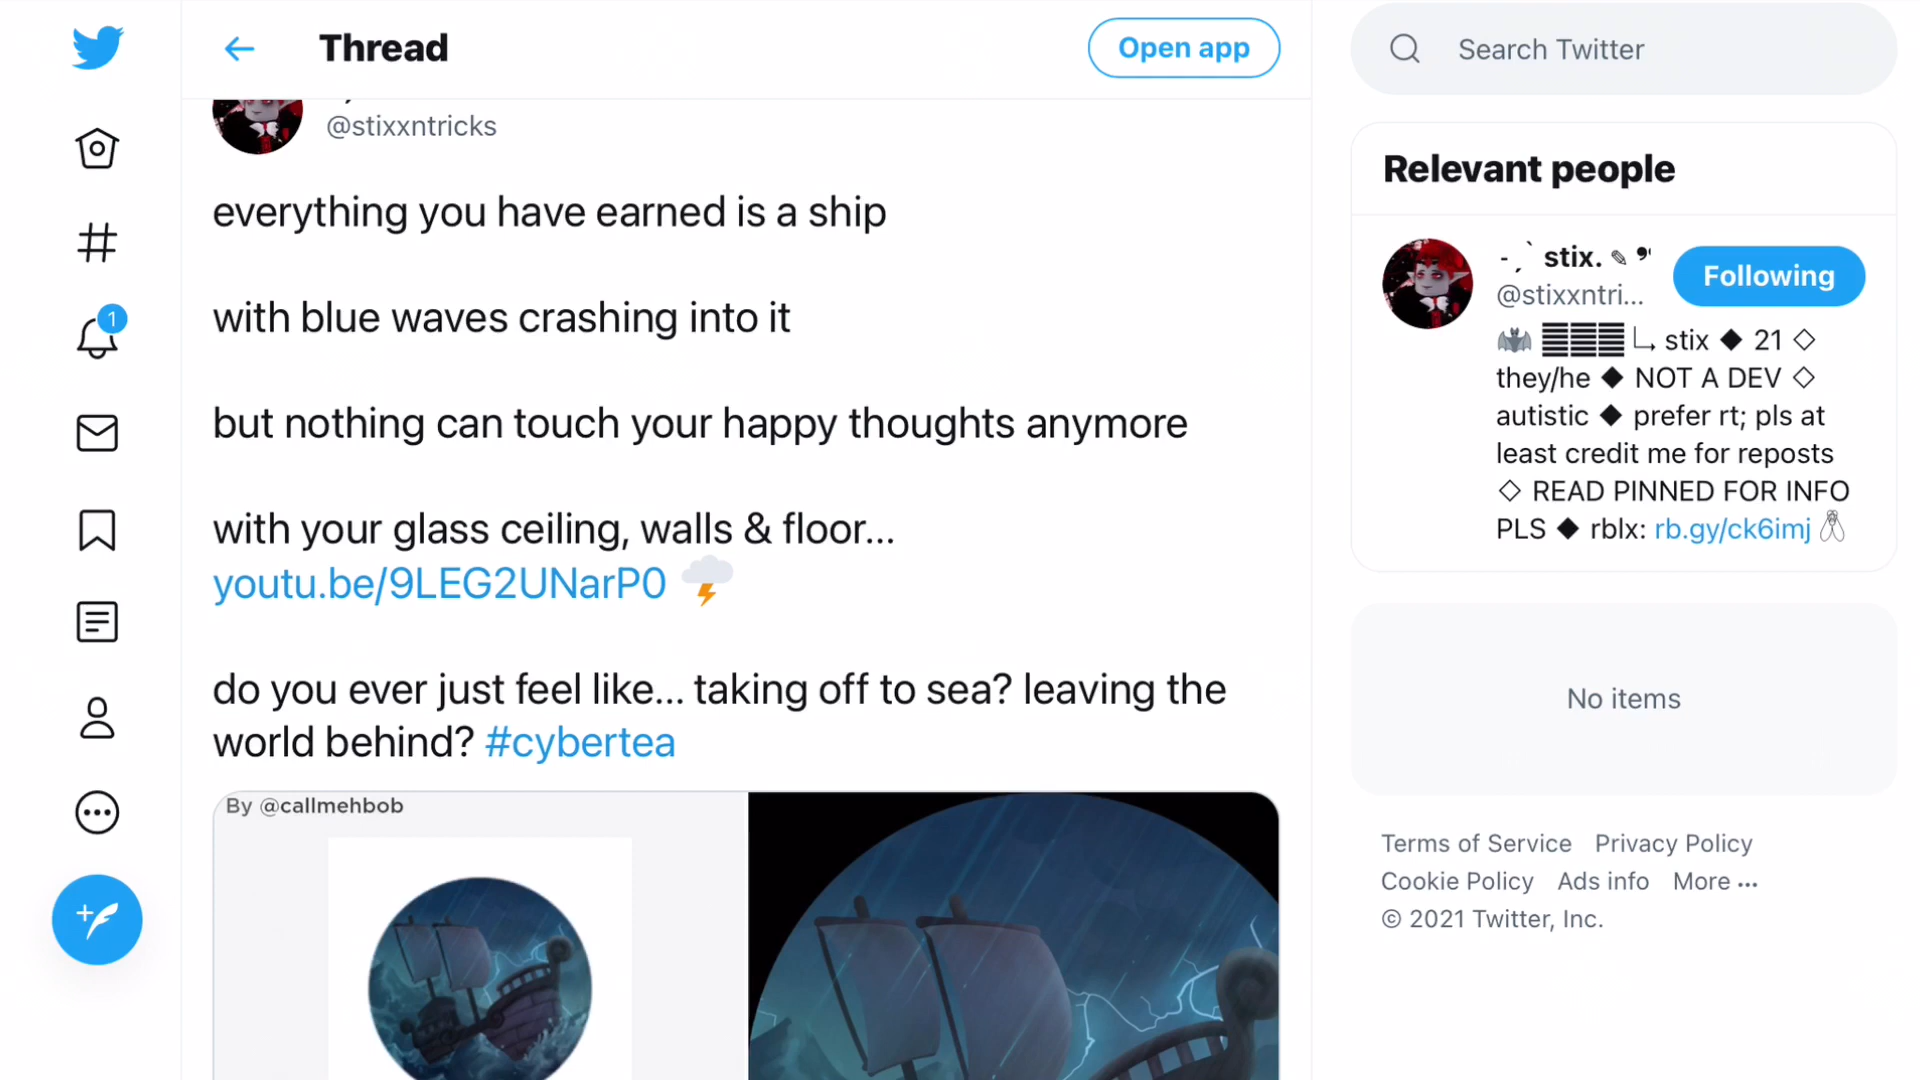 Thread
Open app
Search Twitter
@stixxntricks
everything you have earned is a ship
with blue waves crashing into it
but nothing can touch your happy thoughts anymore
with your glass ceiling, walls & floor...
youtu.be/9LEG2UNarP0 🌩
do you ever just feel like... taking off to sea? leaving the
world behind? #cybertea
By @callmehbob
1
Relevant people
- ˏˋ stix. ✎ ❜❛
Following
@stixxntri...
🦇 𝄜𝄜𝄜 ↳ stix ◆ 21 ◇
they/he ◆ NOT A DEV ◇
autistic ◆ prefer rt; pls at
least credit me for reposts
◇ READ PINNED FOR INFO
PLS ◆ rblx: rb.gy/ck6imj
No items
Terms of Service Privacy Policy
Cookie Policy Ads info More ···
© 2021 Twitter, Inc.